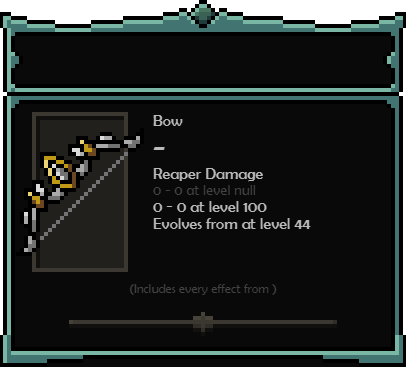 Bow
–
Reaper Damage
0 - 0 at level null
0 - 0 at level 100
Evolves from at level 44
(Includes every effect from )